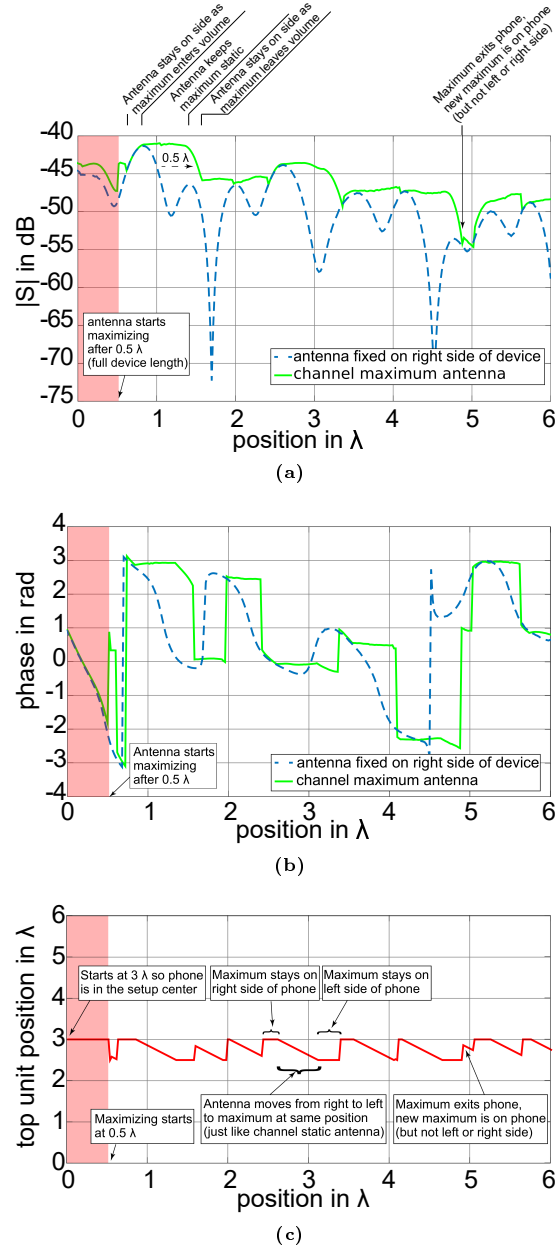 Antenna stays on side as
maximum enters volume
Antenna keeps
maximum static
Antenna stays on side as
maximum leaves volume
Maximum exits phone,
new maximum is on phone
(but not left or right side)
|S| in dB
-40
-45
-50
-55
-60
-65
-70
-75
0.5 λ
antenna starts
maximizing
after 0.5 λ
(full device length)
antenna fixed on right side of device
channel maximum antenna
0 1 2 3 4 5 6
position in λ
(a)
phase in rad
4
3
2
1
0
-1
-2
-3
-4
Antenna starts
maximizing
after 0.5 λ
antenna fixed on right side of device
channel maximum antenna
0 1 2 3 4 5 6
position in λ
(b)
top unit position in λ
6
5
4
3
2
1
0
Starts at 3 λ so phone
is in the setup center
Maximum stays on
right side of phone
Maximum stays on
left side of phone
Maximizing starts
at 0.5 λ
Antenna moves from right to left
to maximum at same position
(just like channel static antenna)
Maximum exits phone,
new maximum is on phone
(but not left or right side)
0 1 2 3 4 5 6
position in λ
(c)